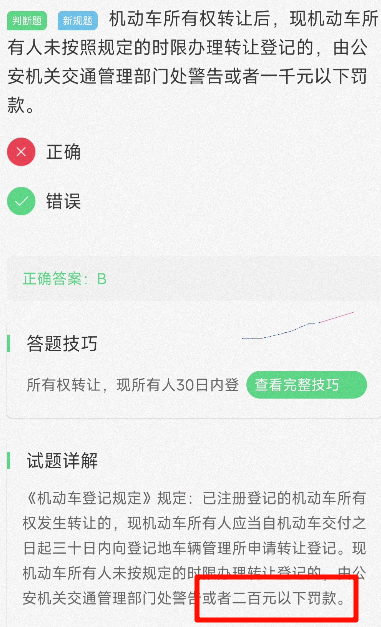 判断题 新规题 机动车所有权转让后，现机动车所
有人未按照规定的时限办理转让登记的，由公
安机关交通管理部门处警告或者一千元以下罚
款。
正确
错误
正确答案：B
答题技巧
所有权转让，现所有人30日内登 查看完整技巧
试题详解
《机动车登记规定》规定：已注册登记的机动车所有
权发生转让的，现机动车所有人应当自机动车交付之
日起三十日内向登记地车辆管理所申请转让登记。现
机动车所有人未按规定的时限办理转让登记的，由公
安机关交通管理部门处警告或者二百元以下罚款。